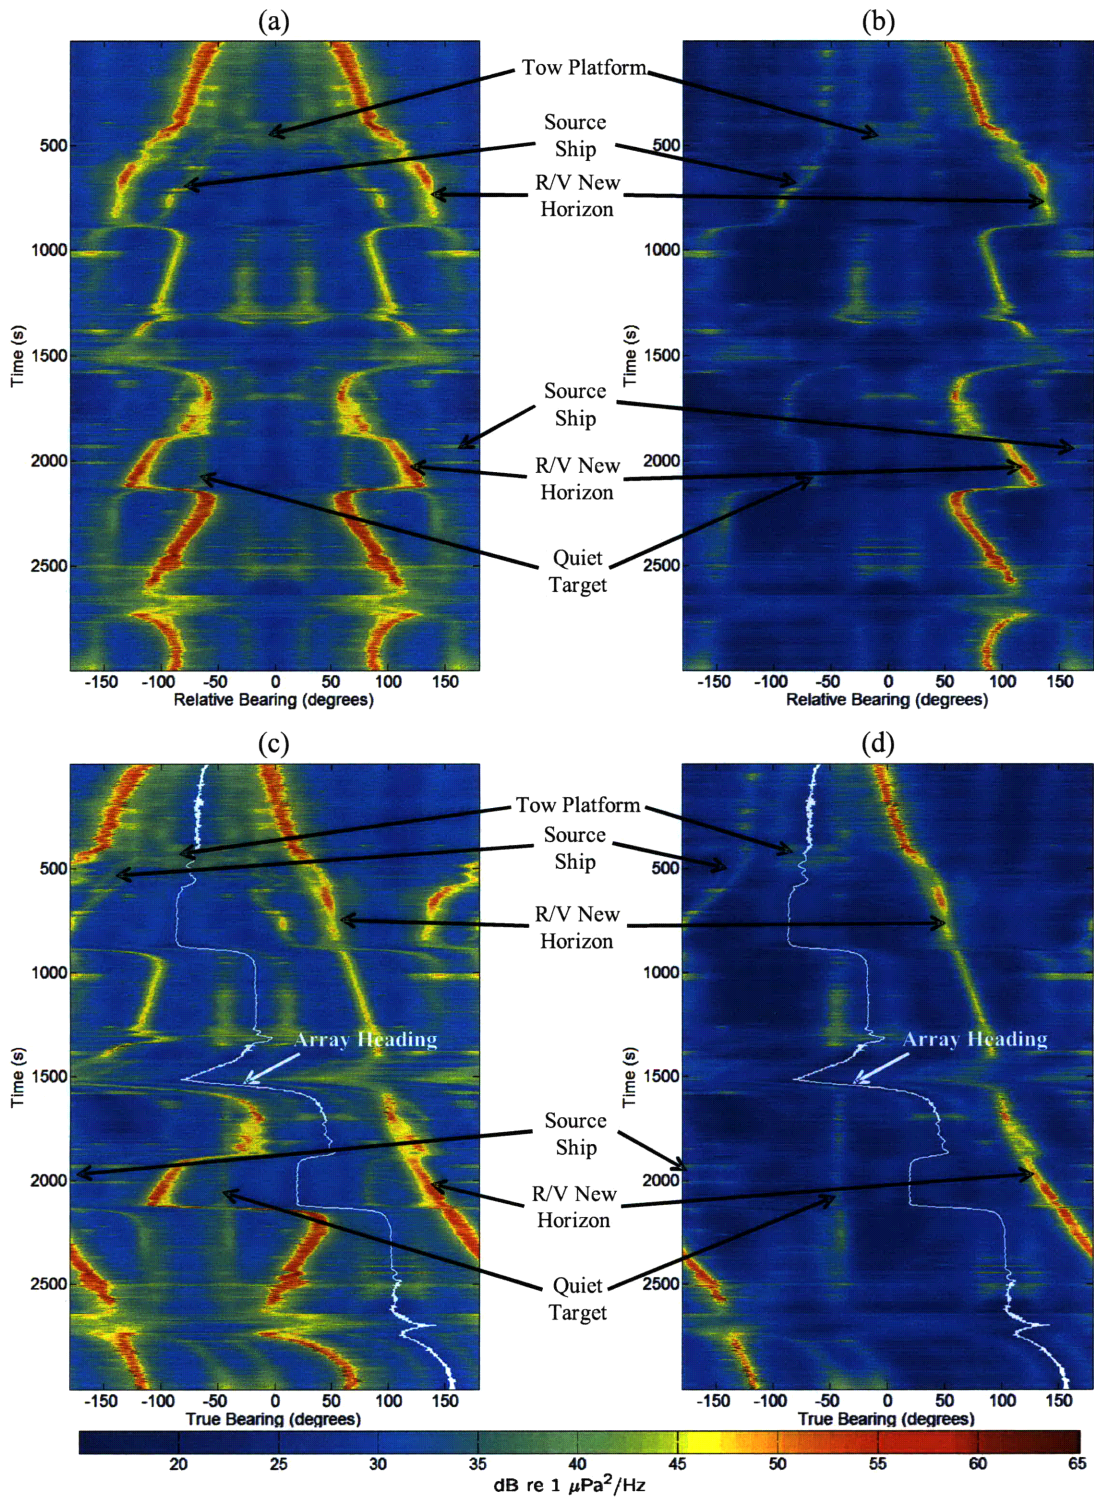 (a)
(b)
Tow Platform
Source
Ship
R/V New
Horizon
Source
Ship
R/V New
Horizon
Quiet
Target
500
1000
1500
2000
2500
Time (s)
-150 -100 -50 0 50 100 150
Relative Bearing (degrees)
500
1000
1500
2000
2500
Time (s)
-150 -100 -50 0 50 100 150
Relative Bearing (degrees)
(c)
(d)
Tow Platform
Source
Ship
R/V New
Horizon
Array Heading
Array Heading
Source
Ship
R/V New
Horizon
Quiet
Target
500
1000
1500
2000
2500
Time (s)
-150 -100 -50 0 50 100 150
True Bearing (degrees)
500
1000
1500
2000
2500
Time (s)
-150 -100 -50 0 50 100 150
True Bearing (degrees)
20 25 30 35 40 45 50 55 60 65
dB re 1 μPa²/Hz